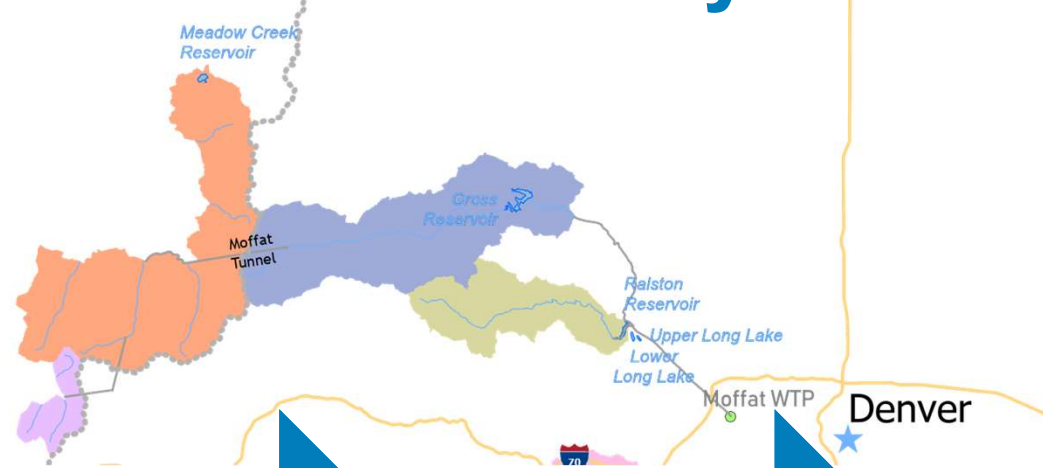 Meadow Creek
Reservoir
Gross
Reservoir
Moffat
Tunnel
Ralston
Reservoir
Upper Long Lake
Lower
Long Lake
Moffat WTP
Denver
70